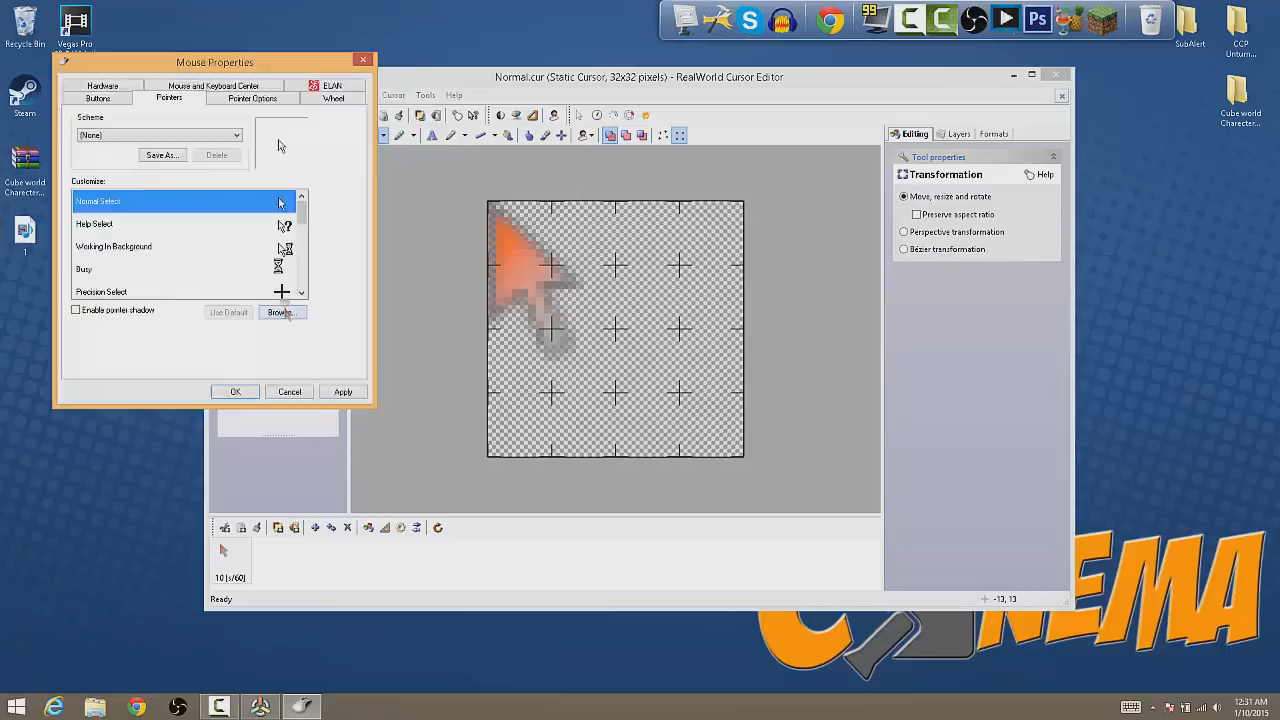 Recycle Bin
Vegas Pro
Steam
Cube world
Character...
1
99
SubAlert
CCP
Unturn...
Cube world
Character...
Mouse Properties
Hardware
Mouse and Keyboard Center
ELAN
Buttons
Pointers
Pointer Options
Wheel
Scheme
(None)
Save As...
Delete
Customize:
Normal Select
Help Select
Working In Background
Busy
Precision Select
Enable pointer shadow
Use Default
Browse...
OK
Cancel
Apply
Normal.cur (Static Cursor, 32x32 pixels) - RealWorld Cursor Editor
Cursor
Tools
Help
Editing
Layers
Formats
Tool properties
Transformation
Help
Move, resize and rotate
Preserve aspect ratio
Perspective transformation
Bézier transformation
10 [s/60]
Ready
-13, 13
NEMA
12:31 AM
1/10/2015